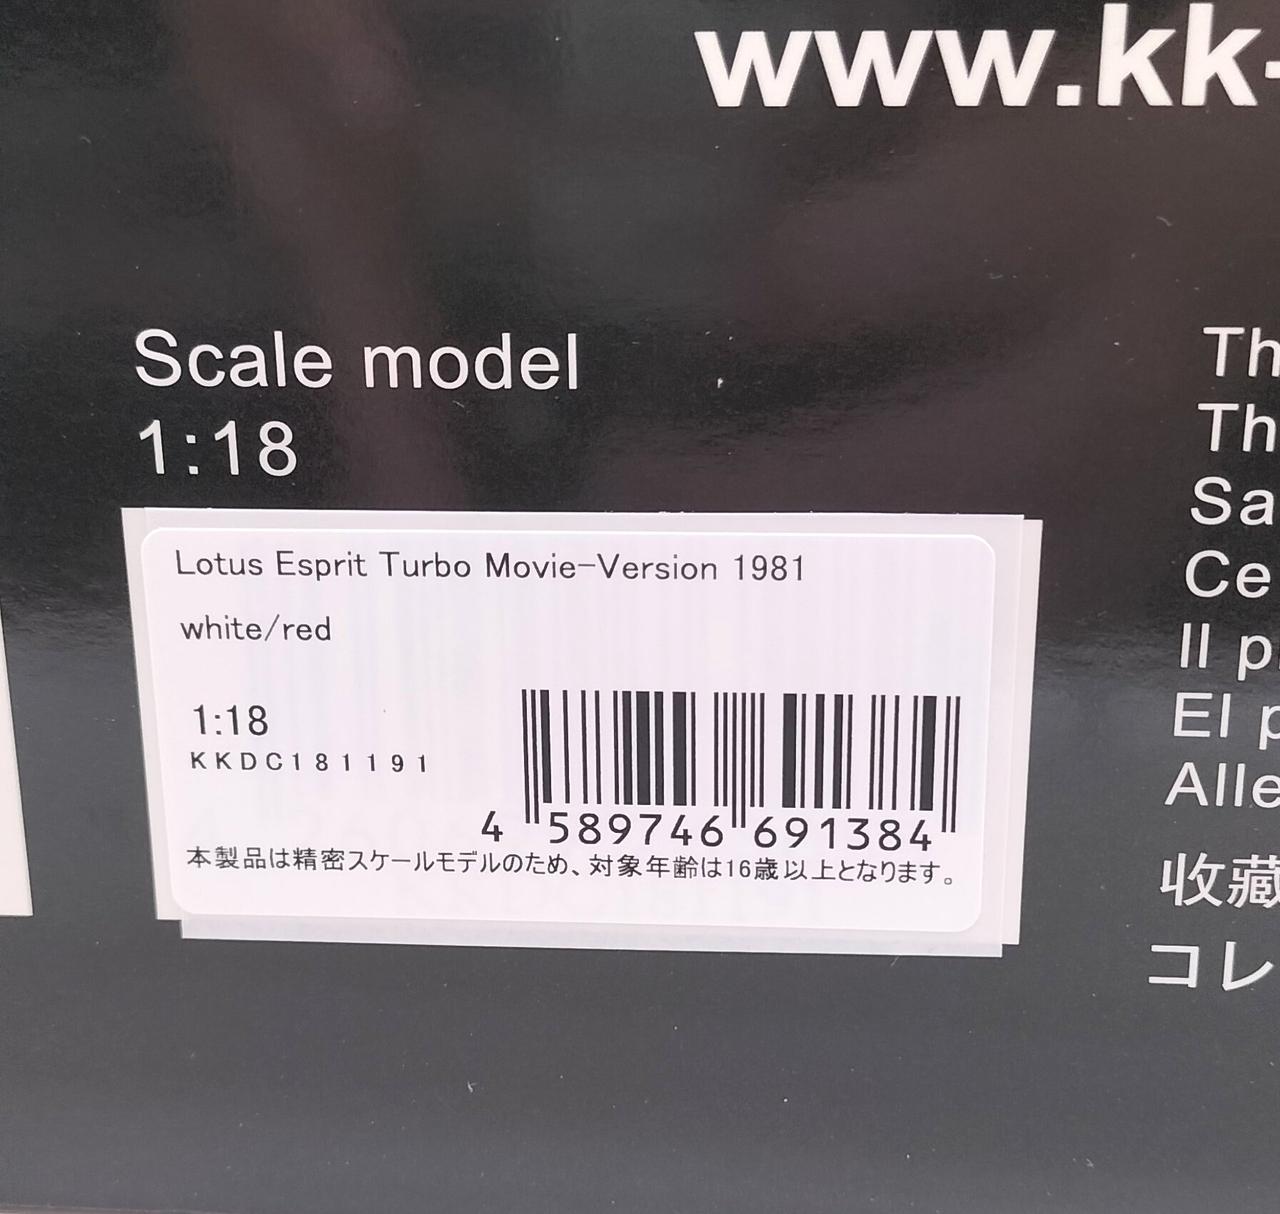 www.kk-
Scale model
1:18
Lotus Esprit Turbo Movie-Version 1981
white/red
1:18
KKDC181191
4 589746 691384
本製品は精密スケールモデルのため、対象年齢は16歳以上となります。
Th
Th
Sa
Ce
Il p
El p
Alle
收藏
コレ